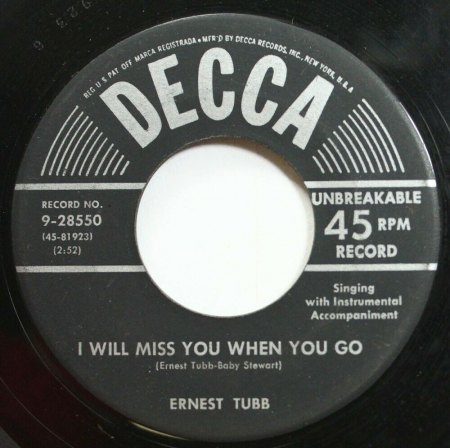 REG. U.S. PAT. OFF. MARCA REGISTRADA • MF'R'D BY DECCA RECORDS, INC., NEW YORK, U.S.A.
DECCA
RECORD NO.
9-28550
(45-81923)
(2:52)
UNBREAKABLE
45 RPM
RECORD
Singing
with Instrumental
Accompaniment
I WILL MISS YOU WHEN YOU GO
(Ernest Tubb-Baby Stewart)
ERNEST TUBB